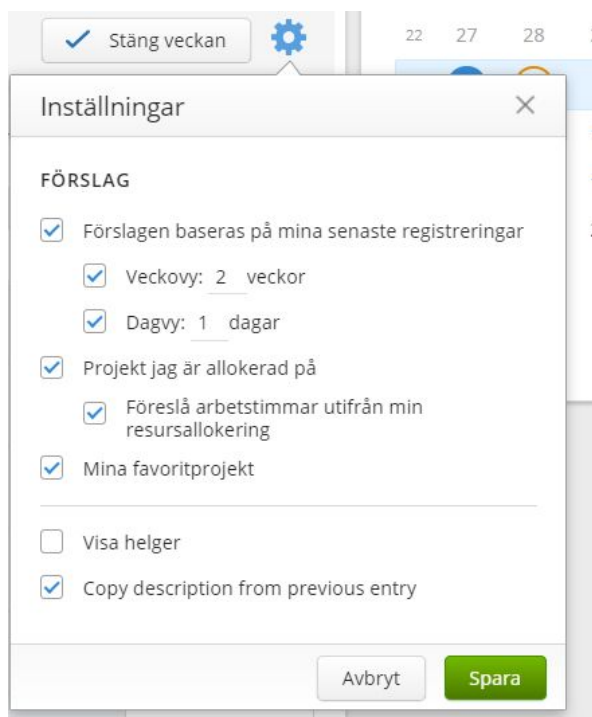 Stäng veckan
22 27 28
Inställningar
FÖRSLAG
Förslagen baseras på mina senaste registreringar
Veckovy: 2 veckor
Dagvy: 1 dagar
Projekt jag är allokerad på
Föreslå arbetstimmar utifrån min
resursallokering
Mina favoritprojekt
Visa helger
Copy description from previous entry
Avbryt
Spara